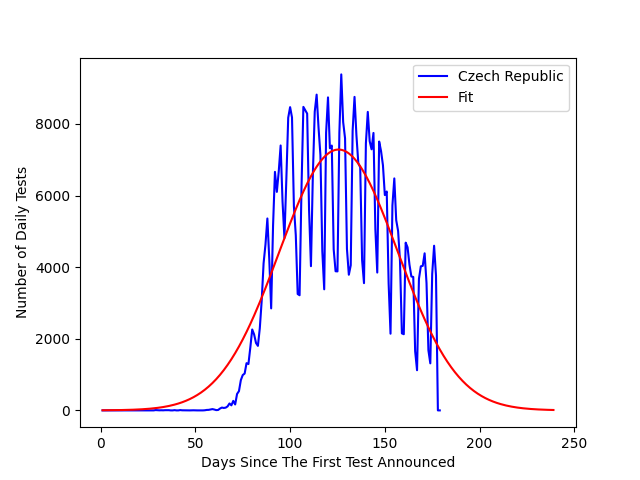 Czech Republic
Fit
Number of Daily Tests
8000
6000
4000
2000
0
0
50
100
150
200
250
Days Since The First Test Announced